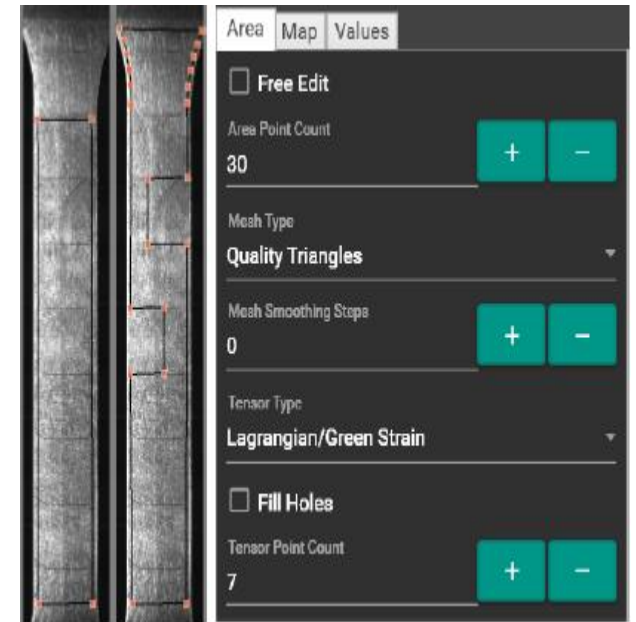 Area Map Values
Free Edit
Area Point Count
30
+ −
Mesh Type
Quality Triangles
Mesh Smoothing Steps
0
+ −
Tensor Type
Lagrangian/Green Strain
Fill Holes
Tensor Point Count
7
+ −